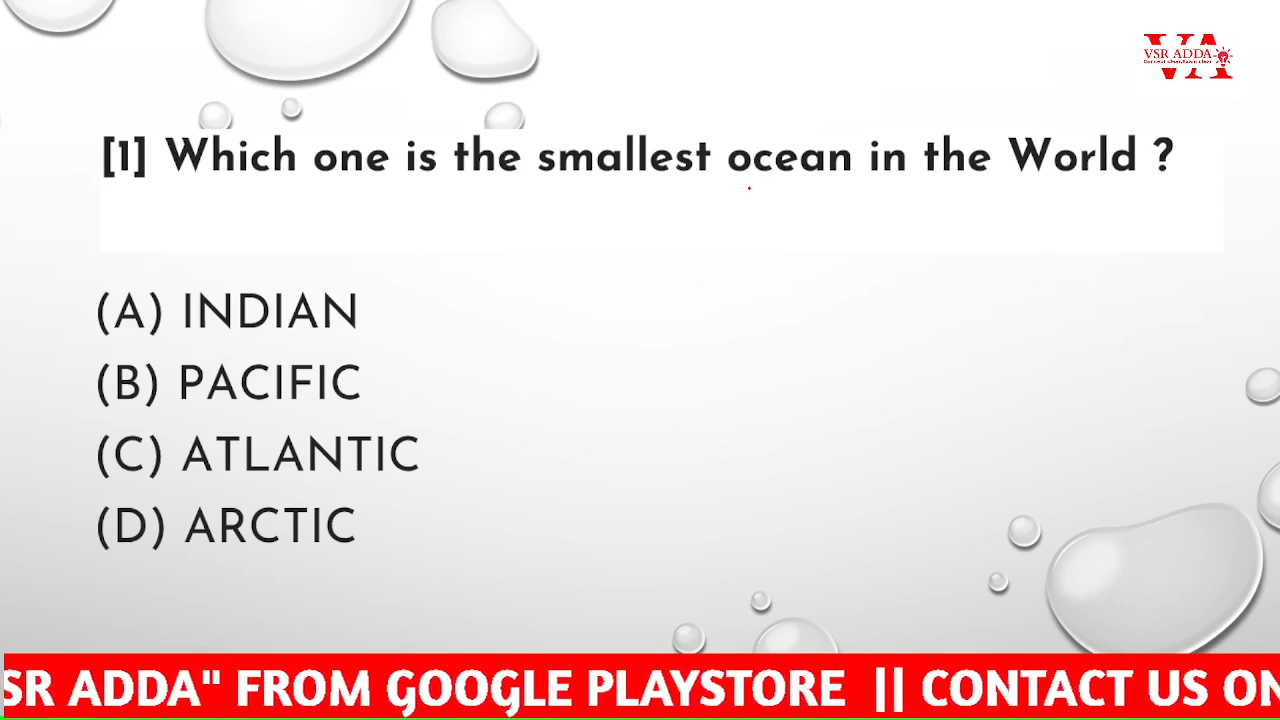 VSR ADDA
[1] Which one is the smallest ocean in the World ?
(A) INDIAN
(B) PACIFIC
(C) ATLANTIC
(D) ARCTIC
SR ADDA" FROM GOOGLE PLAYSTORE || CONTACT US ON